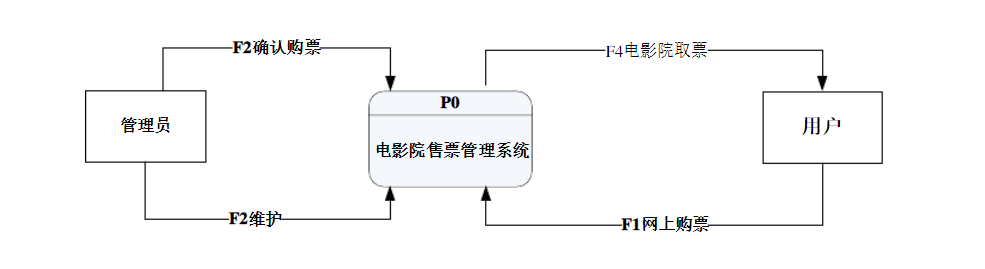 F2确认购票
F4电影院取票
P0
管理员
电影院售票管理系统
用户
F2维护
F1网上购票